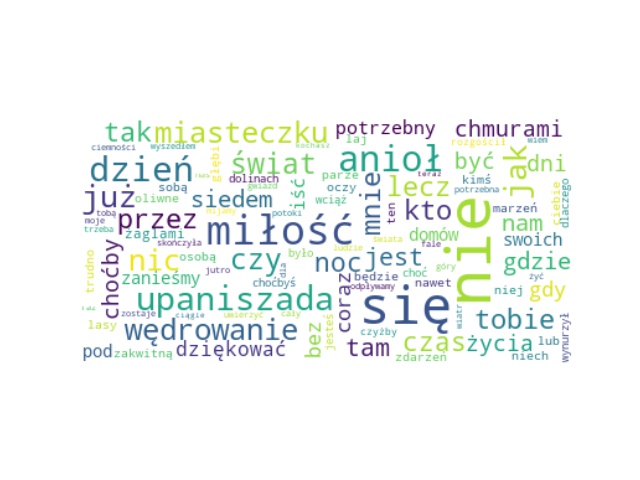 tak miasteczku potrzebny chmurami
laj rozgościł wiem
ciemności wyszedłem głębi kochasz
dzień świat anioł być jak dni
dolinach parze teraz kimś
już sobą siedem iść oczy mnie lecz potrzebna ciebie dlaczego
oliwne gwiazd wciąż
tobą nijamy potoki ten kto marzeń nam
moje przez miłość nie
trzeba żaglami domów swoich
skończyła osobą czy było ludzie świata fale
choćby nic noc jest gdzie
jutro dla będzie choć góry
trudno zanieśmy choćbyś coraz odpływamy nawet niej żyć gdy
upaniszada się
zostaje ciągle uwierzyć cały wiatr tobie
lasy wędrowanie bez jesteś czyżby
pod zakwitną dziękować tam czas życia lub
zdarzeń niech wynurzył